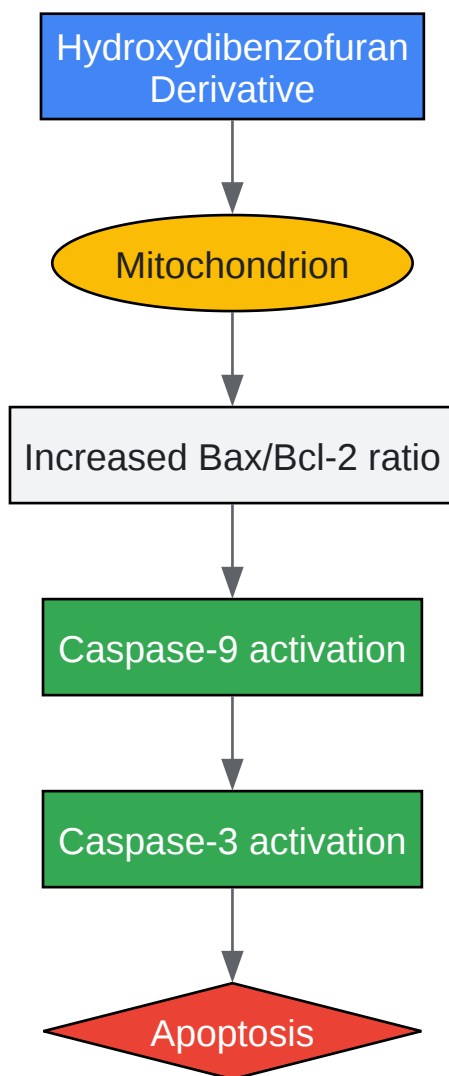 Hydroxydibenzofuran
Derivative
Mitochondrion
Increased Bax/Bcl-2 ratio
Caspase-9 activation
Caspase-3 activation
Apoptosis